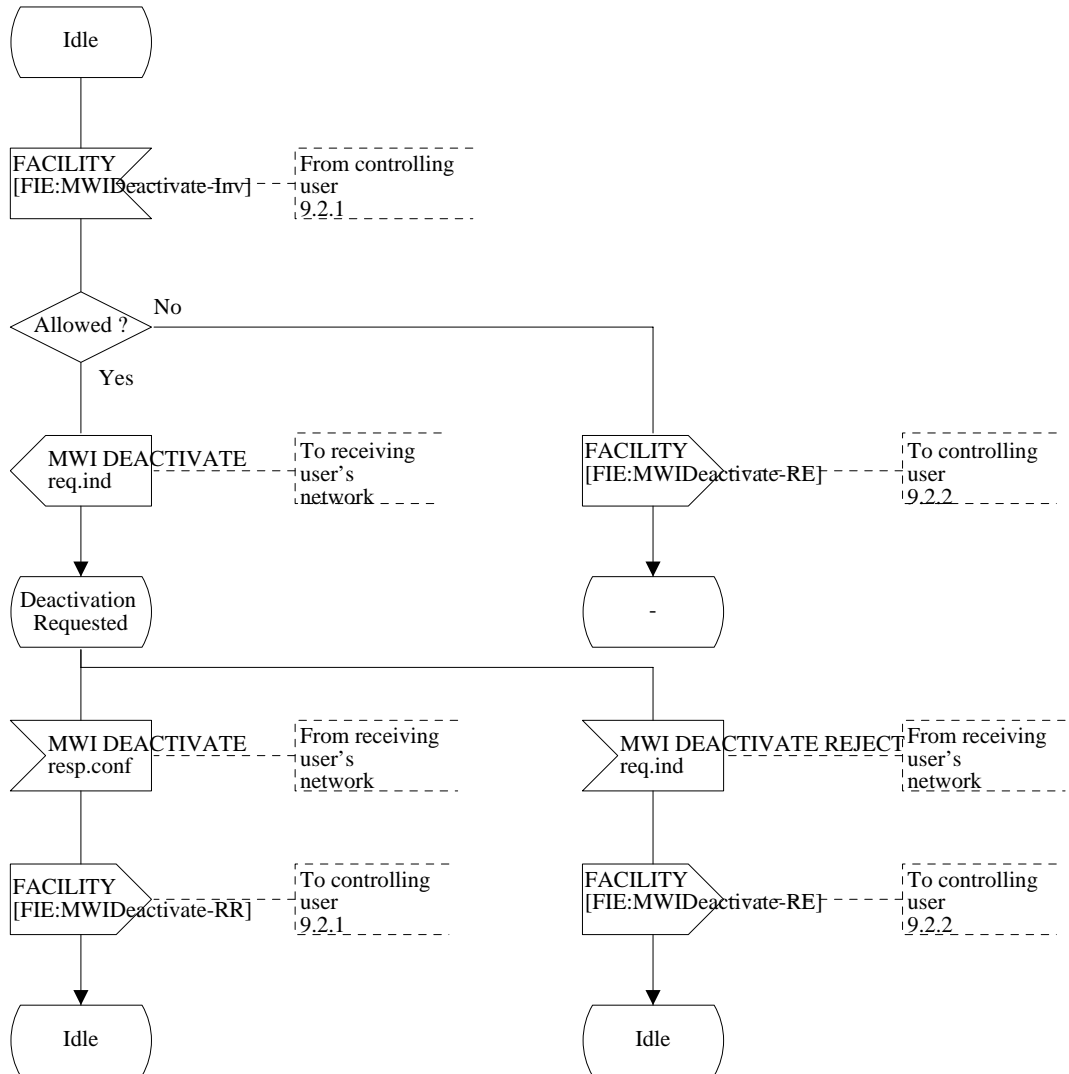 Idle
FACILITY
[FIE:MWIDeactivate-Inv]
From controlling
user
9.2.1
Allowed ?
No
Yes
MWI DEACTIVATE
req.ind
To receiving
user's
network
FACILITY
[FIE:MWIDeactivate-RE]
To controlling
user
9.2.2
Deactivation
Requested
-
MWI DEACTIVATE
resp.conf
From receiving
user's
network
MWI DEACTIVATE REJECT
req.ind
From receiving
user's
network
FACILITY
[FIE:MWIDeactivate-RR]
To controlling
user
9.2.1
FACILITY
[FIE:MWIDeactivate-RE]
To controlling
user
9.2.2
Idle
Idle